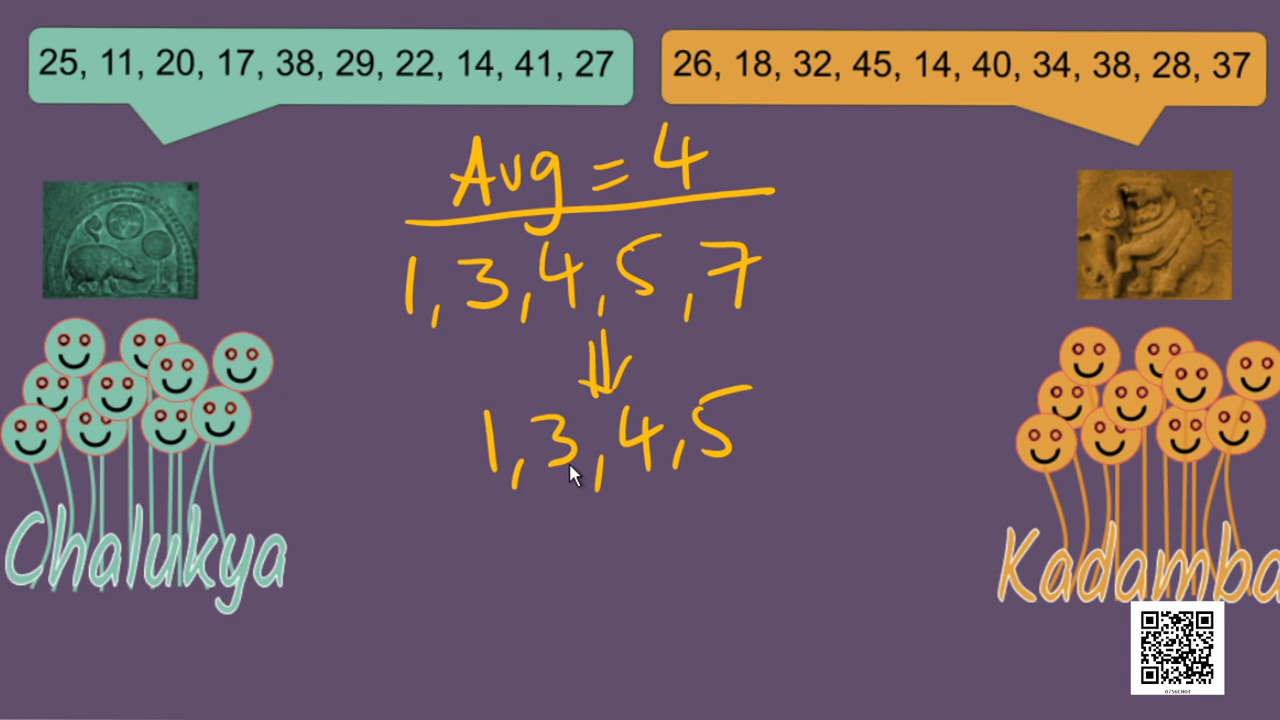 25, 11, 20, 17, 38, 29, 22, 14, 41, 27
26, 18, 32, 45, 14, 40, 34, 38, 28, 37
Avg = 4
1, 3, 4, 5, 7
1, 3, 4, 5
Chalukya
Kadamba